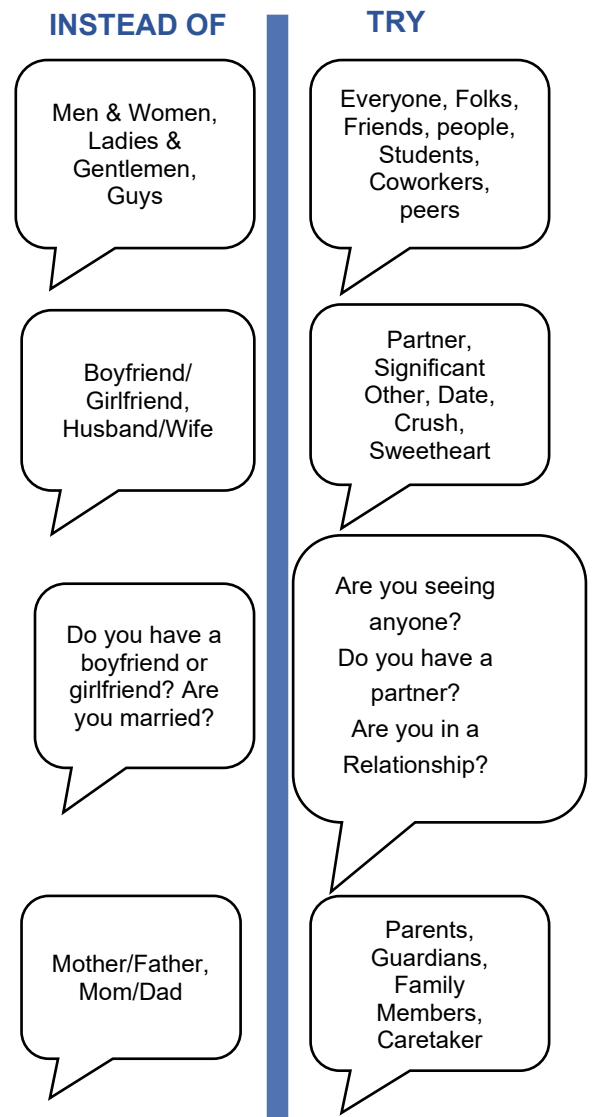 INSTEAD OF
TRY
Men & Women,
Ladies &
Gentlemen,
Guys
Everyone, Folks,
Friends, people,
Students,
Coworkers,
peers
Boyfriend/
Girlfriend,
Husband/Wife
Partner,
Significant
Other, Date,
Crush,
Sweetheart
Do you have a
boyfriend or
girlfriend? Are
you married?
Are you seeing
anyone?
Do you have a
partner?
Are you in a
Relationship?
Mother/Father,
Mom/Dad
Parents,
Guardians,
Family
Members,
Caretaker